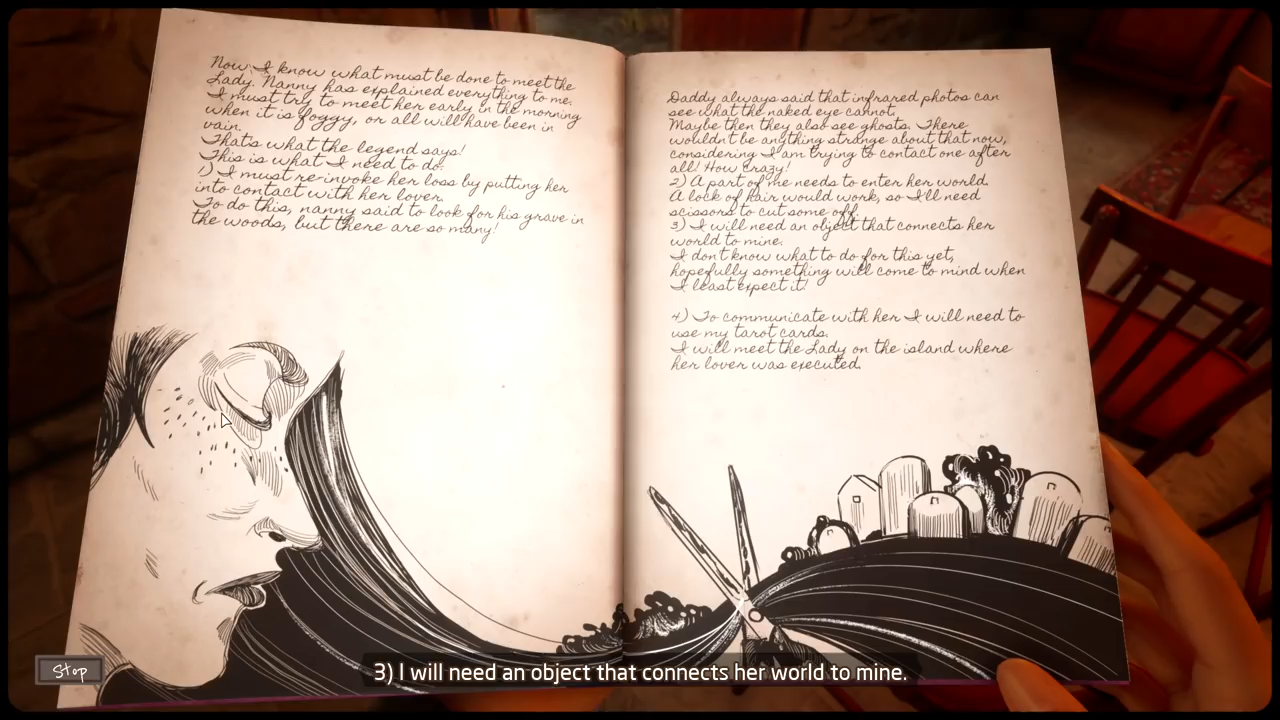 Now I know what must be done to meet the
Lady. Nanny has explained everything to me.
I must try to meet her early in the morning
when it is foggy, or all will have been in
vain.
That's what the legend says!
This is what I need to do:
1) I must re-invoke her loss by putting her
into contact with her lover.
To do this, nanny said to look for his grave in
the woods, but there are so many!
Daddy always said that infrared photos can
see what the naked eye cannot.
Maybe then they also see ghosts. There
wouldn't be anything strange about that now,
considering I am trying to contact one after
all! How crazy!
2) A part of me needs to enter her world.
A lock of hair would work, so I'll need
scissors to cut some off.
3) I will need an object that connects her
world to mine.
I don't know what to do for this yet,
hopefully something will come to mind when
I least expect it!
4) To communicate with her I will need to
use my tarot cards.
I will meet the Lady on the island where
her lover was executed.
Stop
3) I will need an object that connects her world to mine.